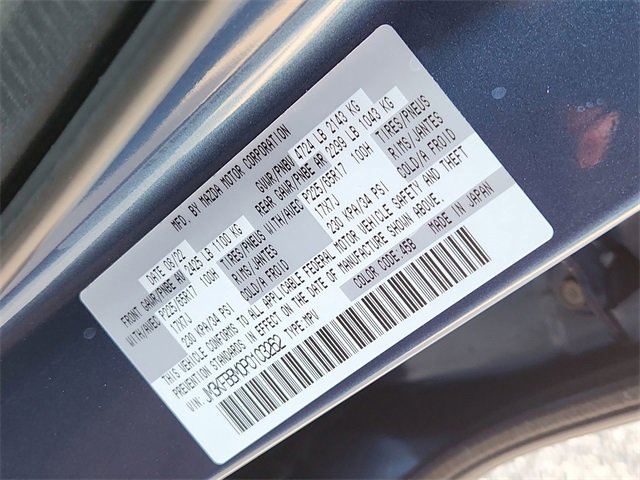 MFD. BY MAZDA MOTOR CORPORATION
DATE 09/22 GVWR/PNBV 4724 LB 2143 KG
FRONT GAWR/PNBE AV 2425 LB 1100 KG REAR GAWR/PNBE AR 2299 LB 1043 KG
WITH/AVEC P225/65R17 100H TIRES/PNEUS WITH/AVEC P225/65R17 100H TIRES/PNEUS
17X7J RIMS/JANTES 17X7J RIMS/JANTES
230 KPA/34 PSI COLD/A FROID 230 KPA/34 PSI COLD/A FROID
THIS VEHICLE CONFORMS TO ALL APPLICABLE FEDERAL MOTOR VEHICLE SAFETY AND THEFT
PREVENTION STANDARDS IN EFFECT ON THE DATE OF MANUFACTURE SHOWN ABOVE.
TYPE: MPV COLOR CODE: 45B MADE IN JAPAN
VIN: